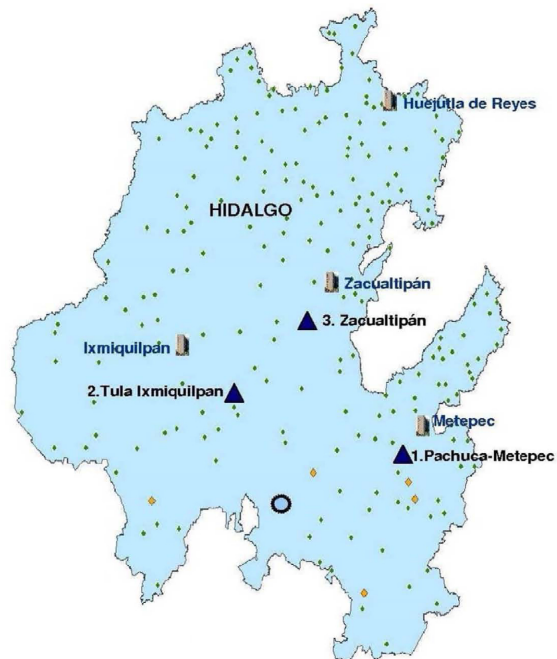 Huejutla de Reyes
HIDALGO
Zacualtipán
3. Zacualtipán
Ixmiquilpan
2.Tula Ixmiquilpan
Metepec
1.Pachuca-Metepec